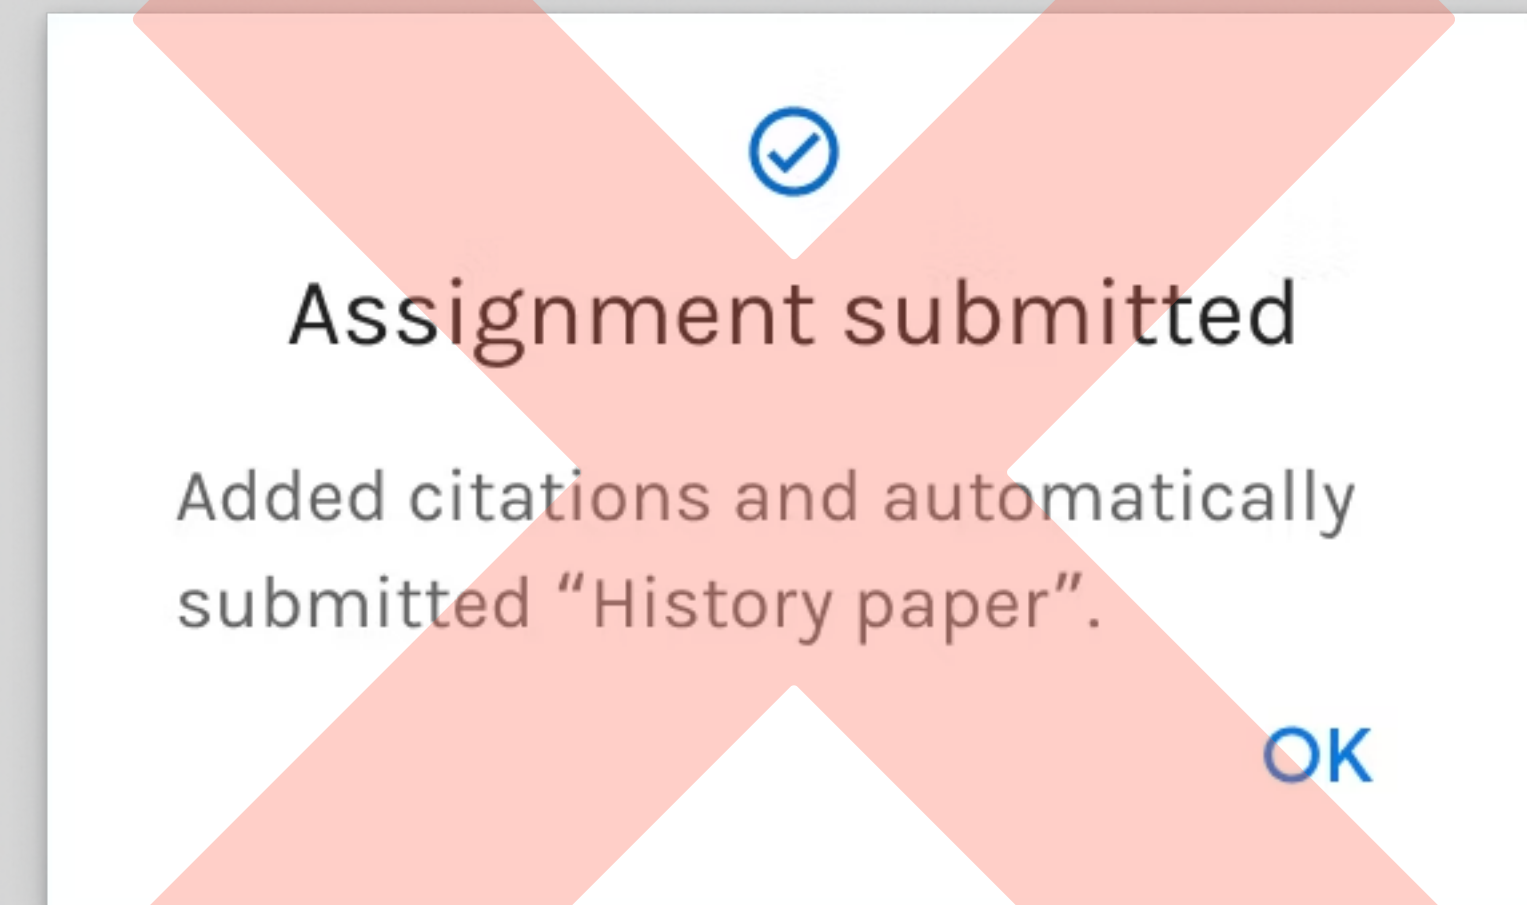 Assignment submitted
Added citations and automatically
submitted “History paper”.
OK